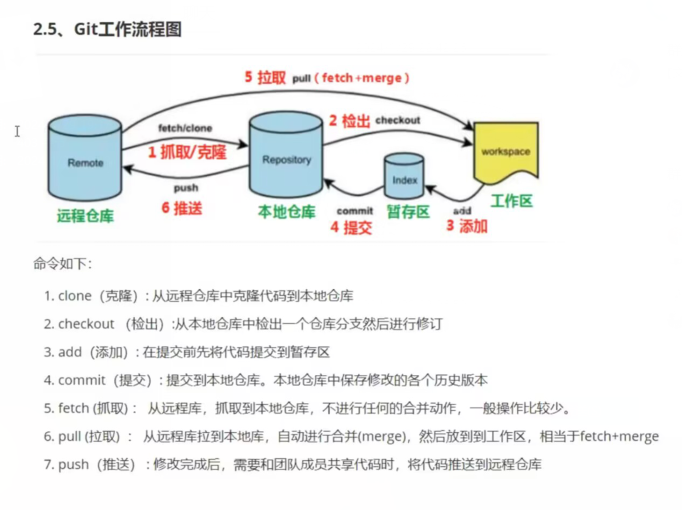 2.5、Git工作流程图
5 拉取 pull（fetch+merge）
fetch/clone
1 抓取/克隆
2 检出 checkout
Remote
Repository
workspace
Index
push
6 推送
commit
4 提交
add
3 添加
远程仓库
本地仓库
暂存区
工作区
命令如下：
1. clone（克隆）: 从远程仓库中克隆代码到本地仓库
2. checkout （检出）:从本地仓库中检出一个仓库分支然后进行修订
3. add（添加）: 在提交前先将代码提交到暂存区
4. commit（提交）: 提交到本地仓库。本地仓库中保存修改的各个历史版本
5. fetch (抓取) ： 从远程库，抓取到本地仓库，不进行任何的合并动作，一般操作比较少。
6. pull (拉取) ： 从远程库拉到本地库，自动进行合并(merge)，然后放到到工作区，相当于fetch+merge
7. push（推送）: 修改完成后，需要和团队成员共享代码时，将代码推送到远程仓库